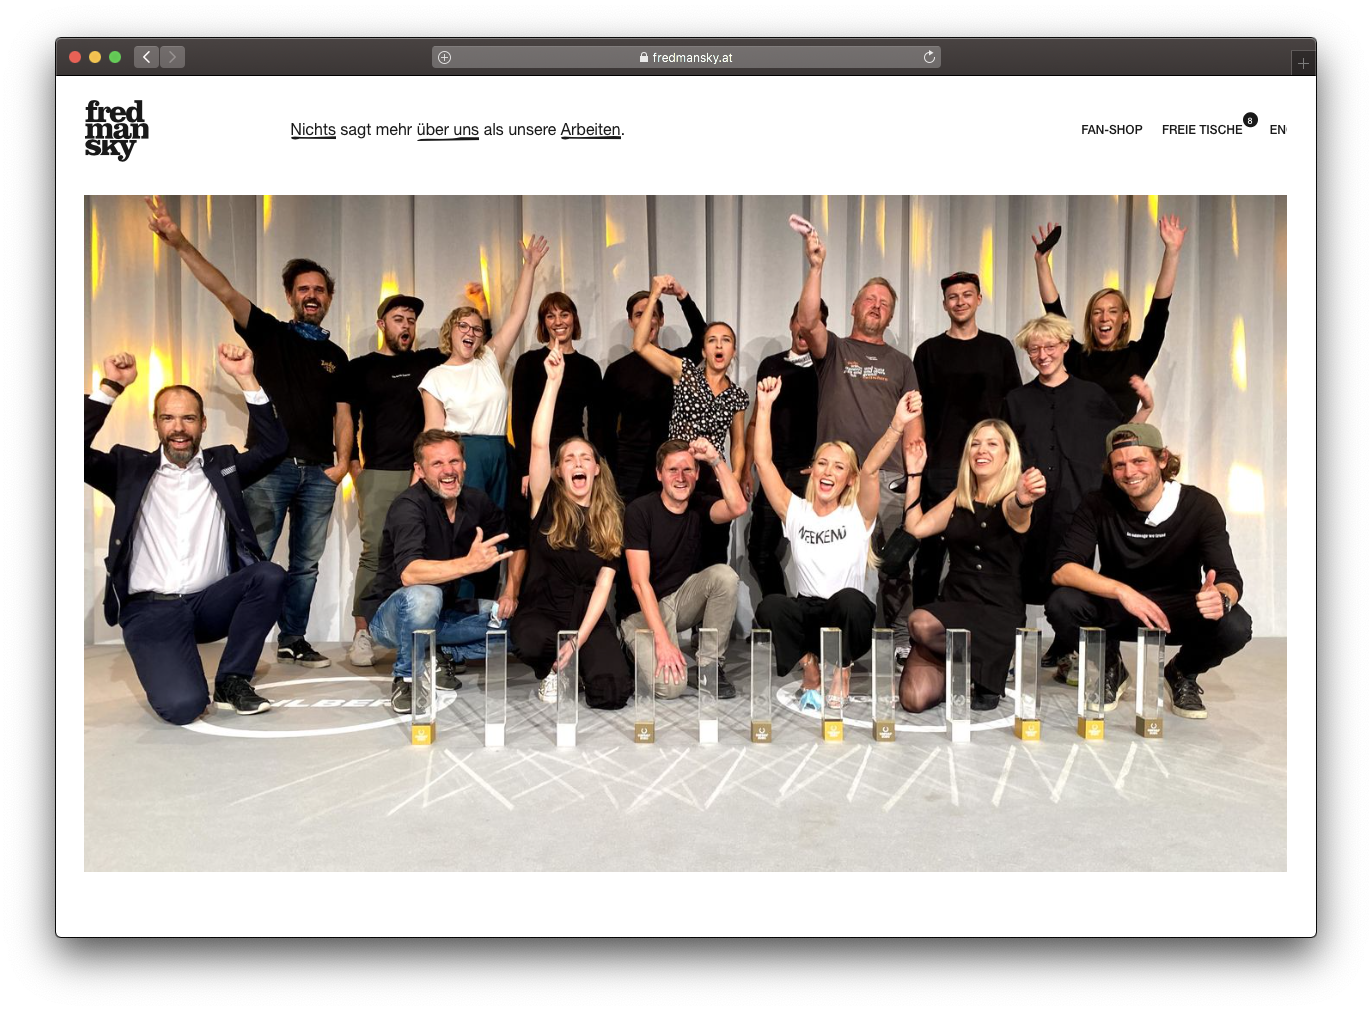 fredmansky.at
fred
man
sky
Nichts sagt mehr über uns als unsere Arbeiten.
FAN-SHOP FREIE TISCHE 8 EN
WEEKEND